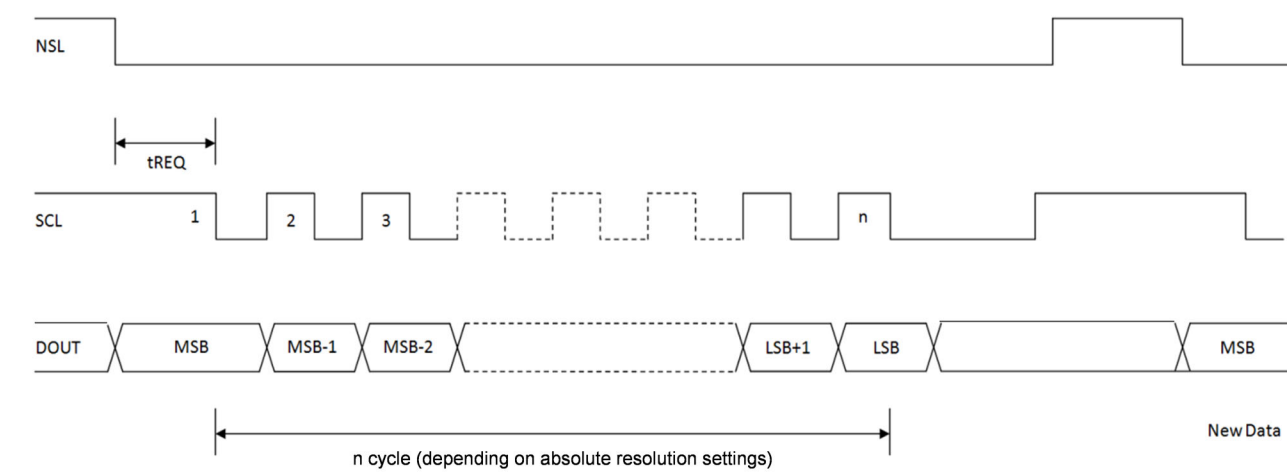 NSL
tREQ
SCL 1 2 3 n
DOUT MSB MSB-1 MSB-2 LSB+1 LSB MSB
New Data
n cycle (depending on absolute resolution settings)